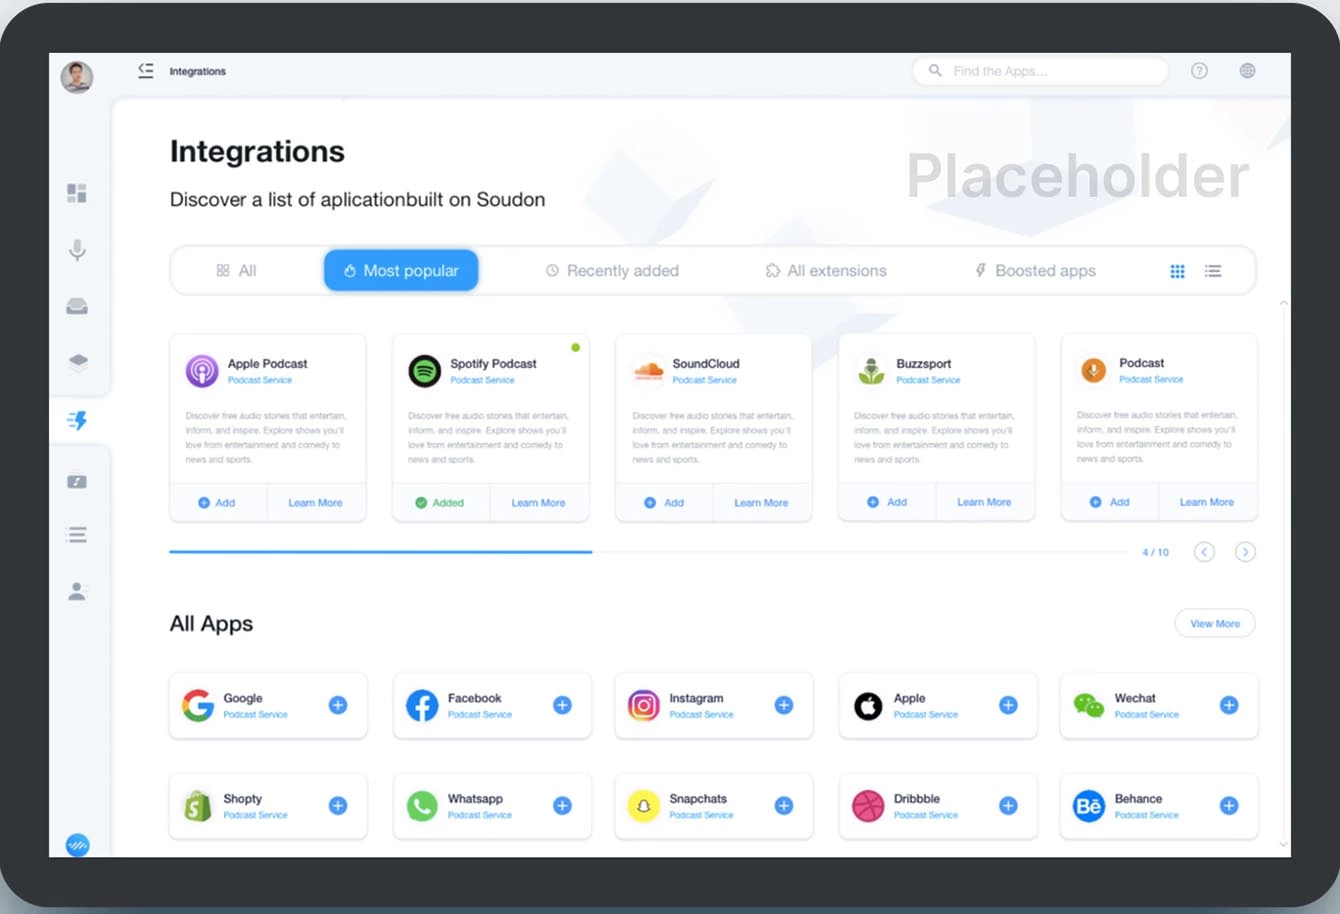 Integrations
Find the Apps...
Integrations
Placeholder
Discover a list of aplicationbuilt on Soudon
All
Most popular
Recently added
All extensions
Boosted apps
Apple Podcast
Podcast Service
Discover free audio stories that entertain,
inform, and inspire. Explore shows you'll
love from entertainment and comedy to
news and sports.
Add
Learn More
Spotify Podcast
Podcast Service
Discover free audio stories that entertain,
inform, and inspire. Explore shows you'll
love from entertainment and comedy to
news and sports.
Added
Learn More
SoundCloud
Podcast Service
Discover free audio stories that entertain,
inform, and inspire. Explore shows you'll
love from entertainment and comedy to
news and sports.
Add
Learn More
Buzzsport
Podcast Service
Discover free audio stories that entertain,
inform, and inspire. Explore shows you'll
love from entertainment and comedy to
news and sports.
Add
Learn More
Podcast
Podcast Service
Discover free audio stories that entertain,
inform, and inspire. Explore shows you'll
love from entertainment and comedy to
news and sports.
Add
Learn More
4 / 10
All Apps
View More
Google
Podcast Service
Facebook
Podcast Service
Instagram
Podcast Service
Apple
Podcast Service
Wechat
Podcast Service
Shopty
Podcast Service
Whatsapp
Podcast Service
Snapchats
Podcast Service
Dribbble
Podcast Service
Bē
Behance
Podcast Service